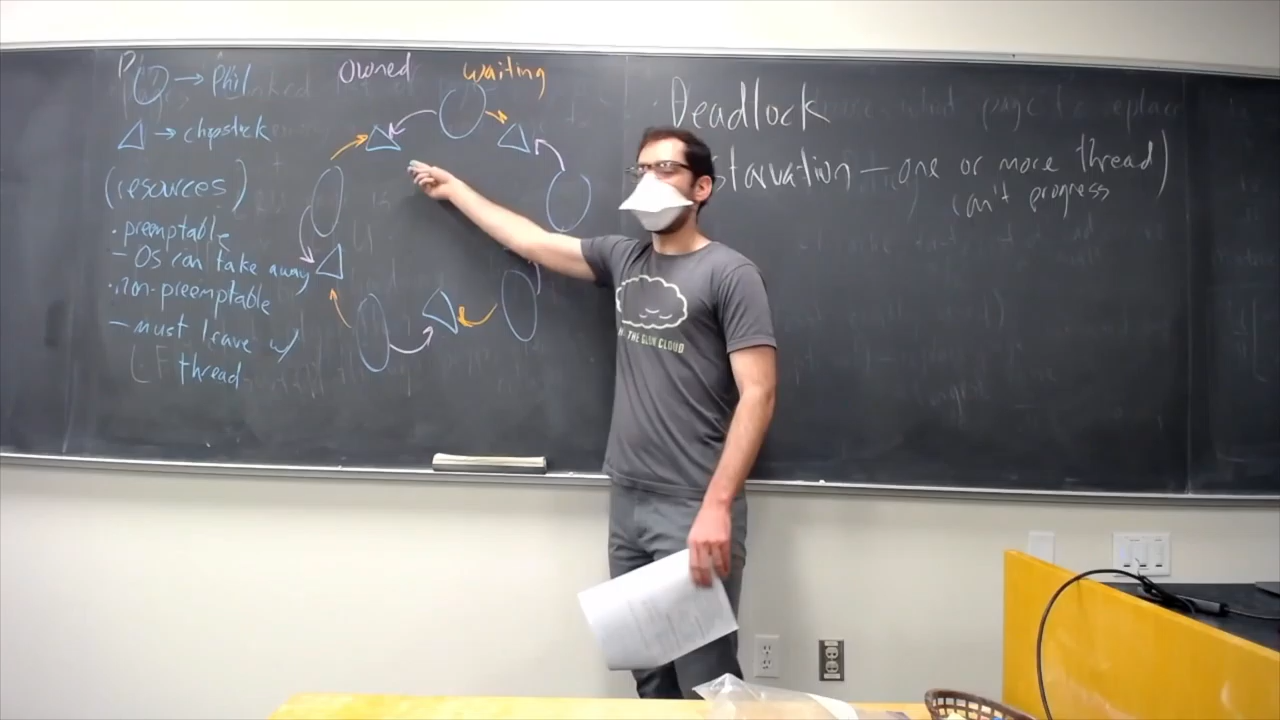 P
→ Phil
→ chopstick
(resources)
• preemptable
- OS can take away
• non-preemptable
- must leave w/
thread
Owned
waiting
• Deadlock
Starvation - one or more thread)
can't progress
THE GLOW CLOUD